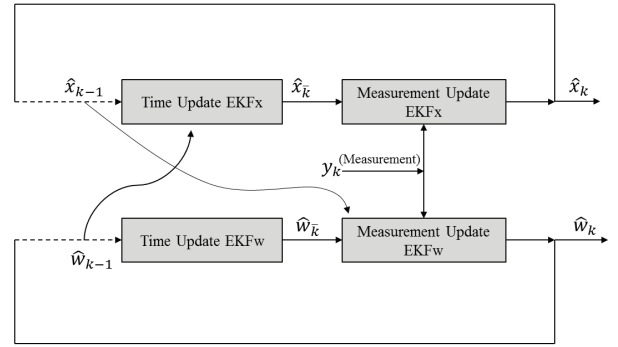 x̂ₖ₋₁
Time Update EKFx
x̂ₖ̄
Measurement Update
EKFx
x̂ₖ
yₖ (Measurement)
ŵₖ₋₁
Time Update EKFw
ŵₖ̄
Measurement Update
EKFw
ŵₖ